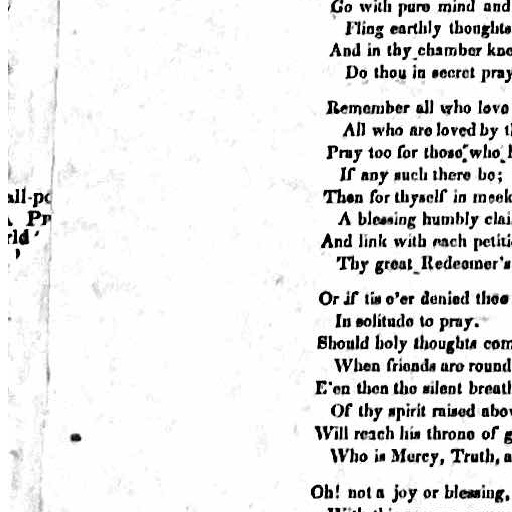 Go with pure mind and
Fling earthly thoughts
And in thy chamber kne
Do thou in secret pray
Remember all who love
All who are loved by t
Pray too for those who
If any such there be;
Then for thyself in meek
A blessing humbly clai
And link with each petiti
Thy great Redeemer's
Or if tis o'er denied thee
In solitude to pray.
Should holy thoughts com
When friends are round
E'en then the silent breath
Of thy spirit raised abov
Will reach his throne of g
Who is Mercy, Truth, a
Oh! not a joy or blessing,
all-po
Pr
rld